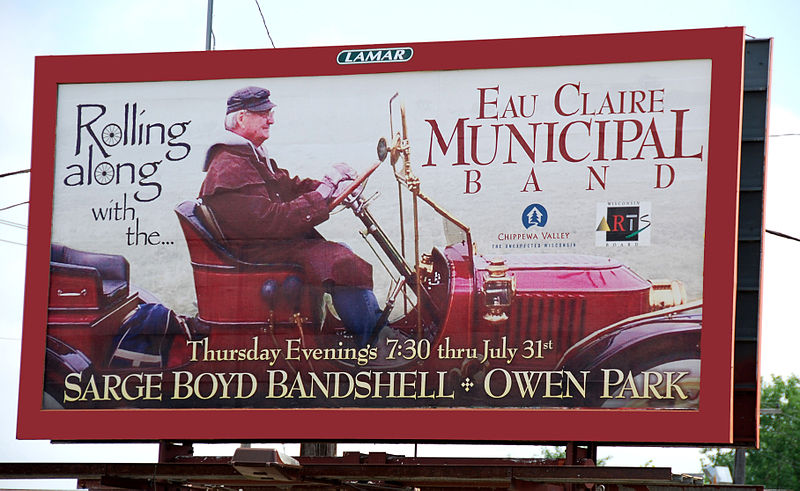 LAMAR
Rolling
along
with
the...
EAU CLAIRE
MUNICIPAL
BAND
CHIPPEWA VALLEY
THE UNEXPECTED WISCONSIN
WISCONSIN
ARTS
BOARD
Thursday Evenings 7:30 thru July 31st
SARGE BOYD BANDSHELL ❖ OWEN PARK